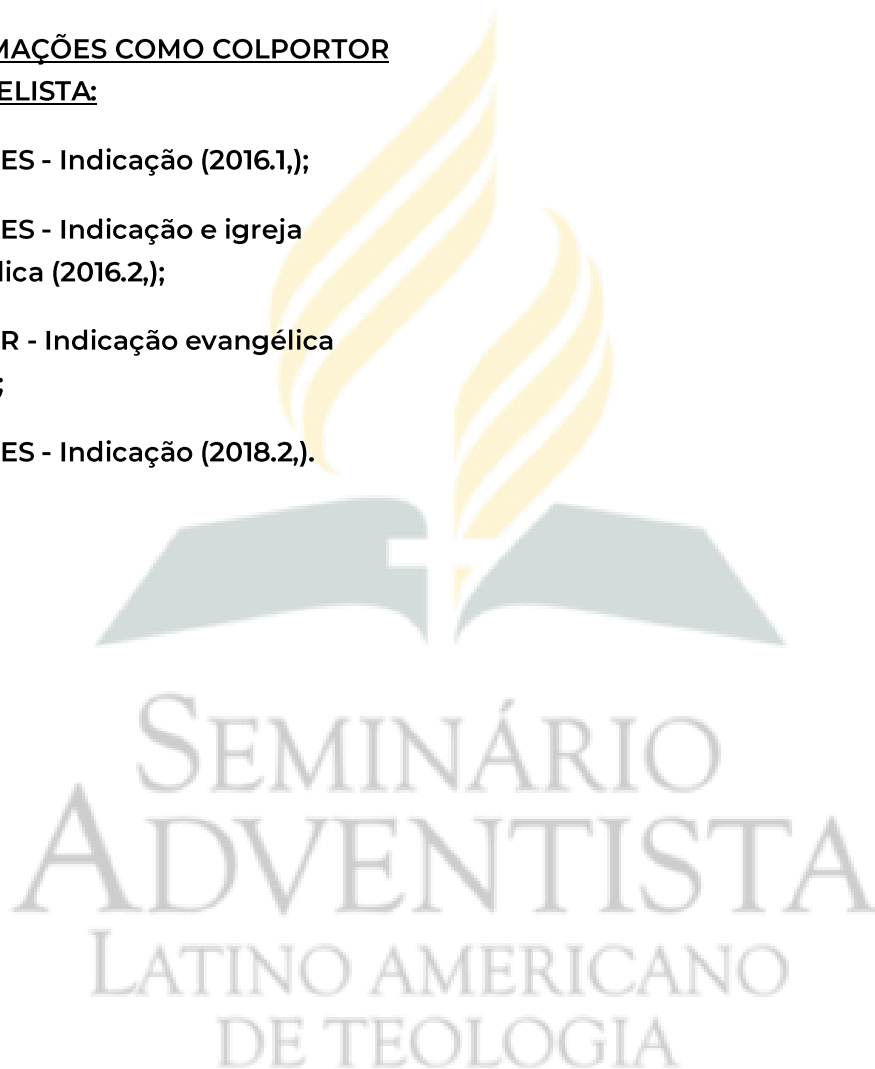 MAÇÕES COMO COLPORTOR
ELISTA:
ES - Indicação (2016.1,);
ES - Indicação e igreja
lica (2016.2,);
R - Indicação evangélica
;
ES - Indicação (2018.2,).
SEMINÁRIO
ADVENTISTA
LATINO AMERICANO
DE TEOLOGIA